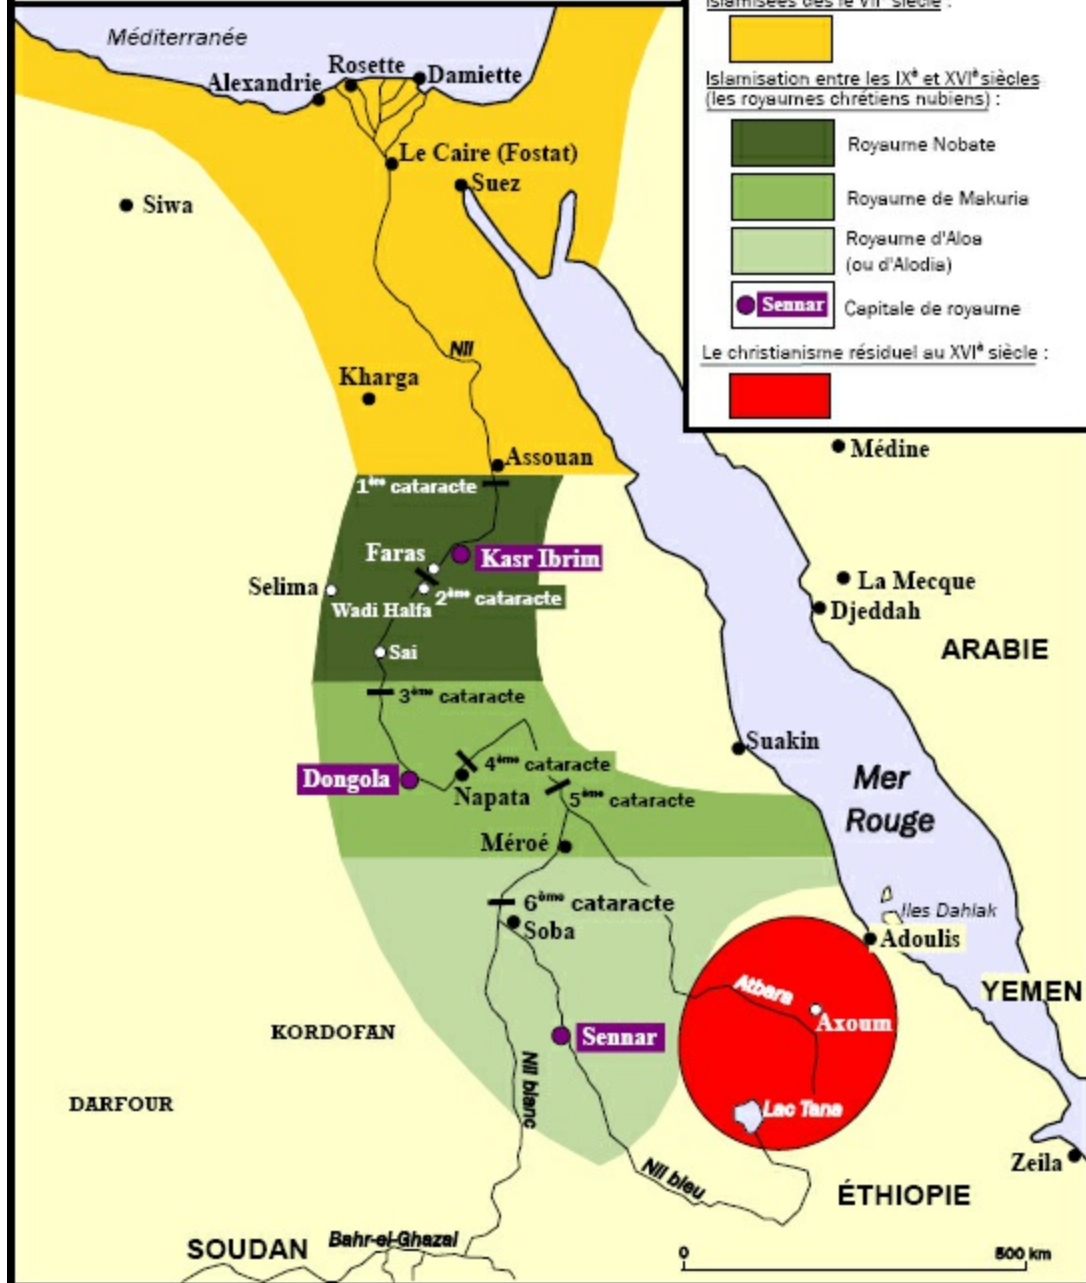 Islamisées dès le VIIè siècle :
Islamisation entre les IXè et XVIè siècles
(les royaumes chrétiens nubiens) :
Royaume Nobate
Royaume de Makuria
Royaume d'Aloa
(ou d'Alodia)
Sennar
Capitale de royaume
Le christianisme résiduel au XVIè siècle :
Méditerranée
Rosette
Damiette
Alexandrie
Le Caire (Fostat)
Suez
Siwa
Nil
Kharga
Assouan
1ère cataracte
Médine
Faras
Kasr Ibrim
Selima
Wadi Halfa
2ème cataracte
La Mecque
Djeddah
Sai
ARABIE
3ème cataracte
Suakin
4ème cataracte
Dongola
Napata
5ème cataracte
Mer
Rouge
Méroé
6ème cataracte
Soba
Iles Dahlak
Adoulis
YEMEN
Atbara
Axoum
KORDOFAN
Sennar
Nil blanc
DARFOUR
Lac Tana
Zeila
Nil bleu
ÉTHIOPIE
SOUDAN
Bahr-el-Ghazal
0
500 km